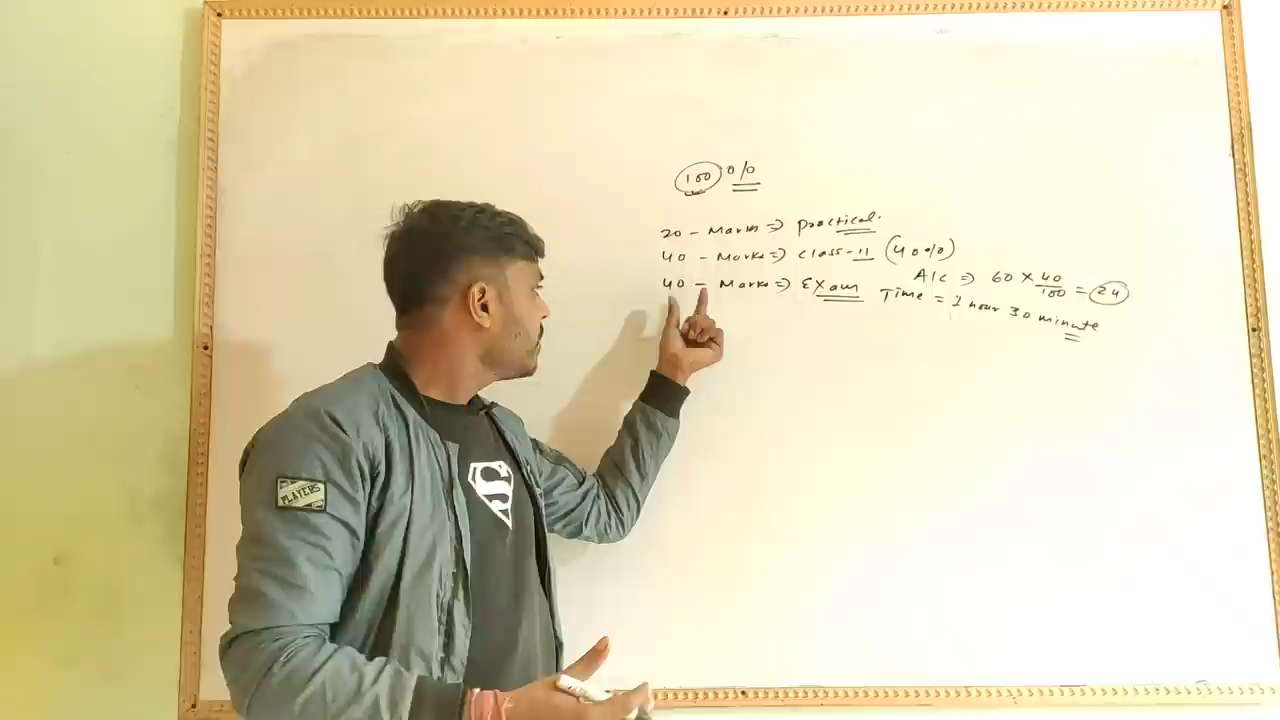 100 %
20 - Marks => practical.
40 - Marks => class-11 (40%)
A/c => 60 × 40/100 = 24
40 - Marks => Exam Time = 1 hour 30 minute
PLAYERS
S